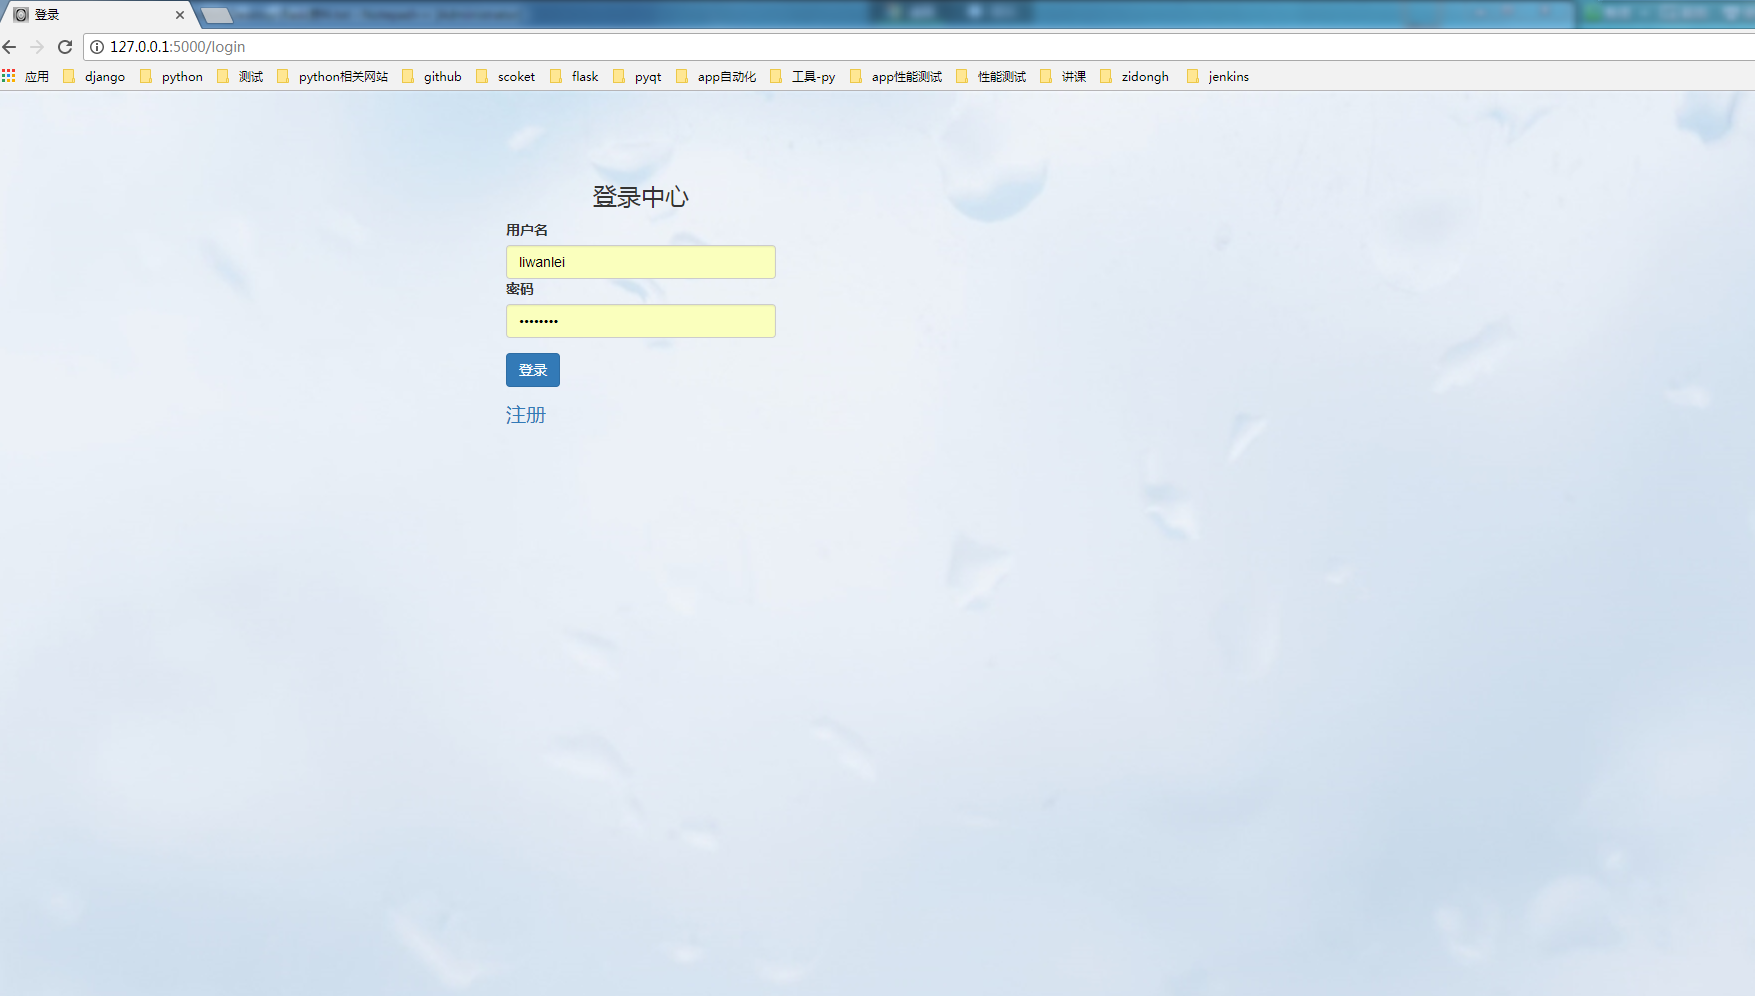 登录
127.0.0.1:5000/login
应用 django python 测试 python相关网站 github scoket flask pyqt app自动化 工具-py app性能测试 性能测试 讲课 zidongh jenkins
登录中心
用户名
liwanlei
密码
••••••••
登录
注册